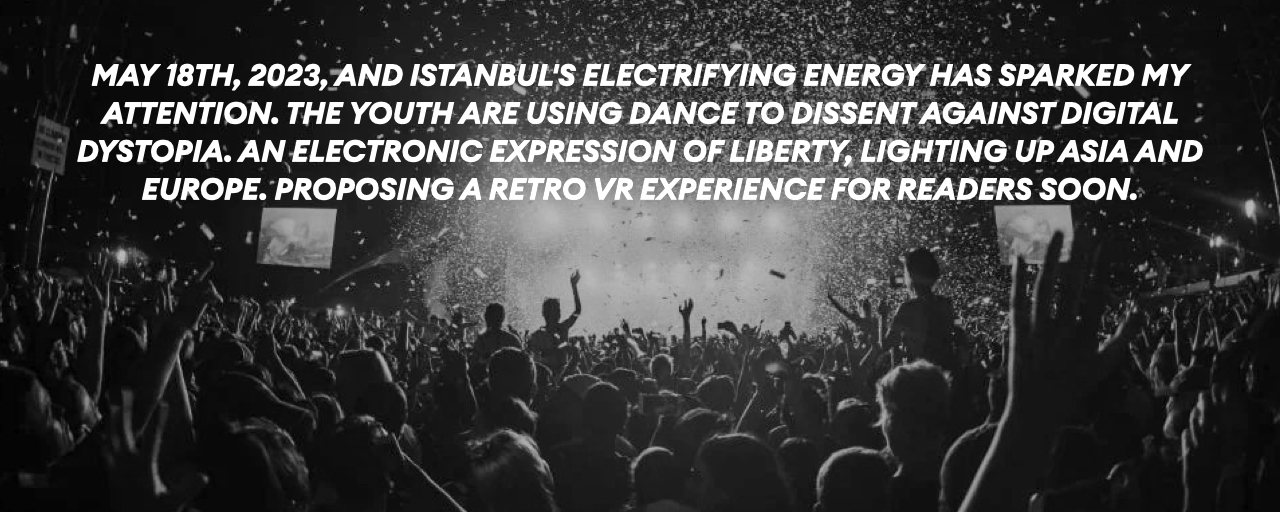 MAY 18TH, 2023, AND ISTANBUL'S ELECTRIFYING ENERGY HAS SPARKED MY
ATTENTION. THE YOUTH ARE USING DANCE TO DISSENT AGAINST DIGITAL
DYSTOPIA. AN ELECTRONIC EXPRESSION OF LIBERTY, LIGHTING UP ASIA AND
EUROPE. PROPOSING A RETRO VR EXPERIENCE FOR READERS SOON.